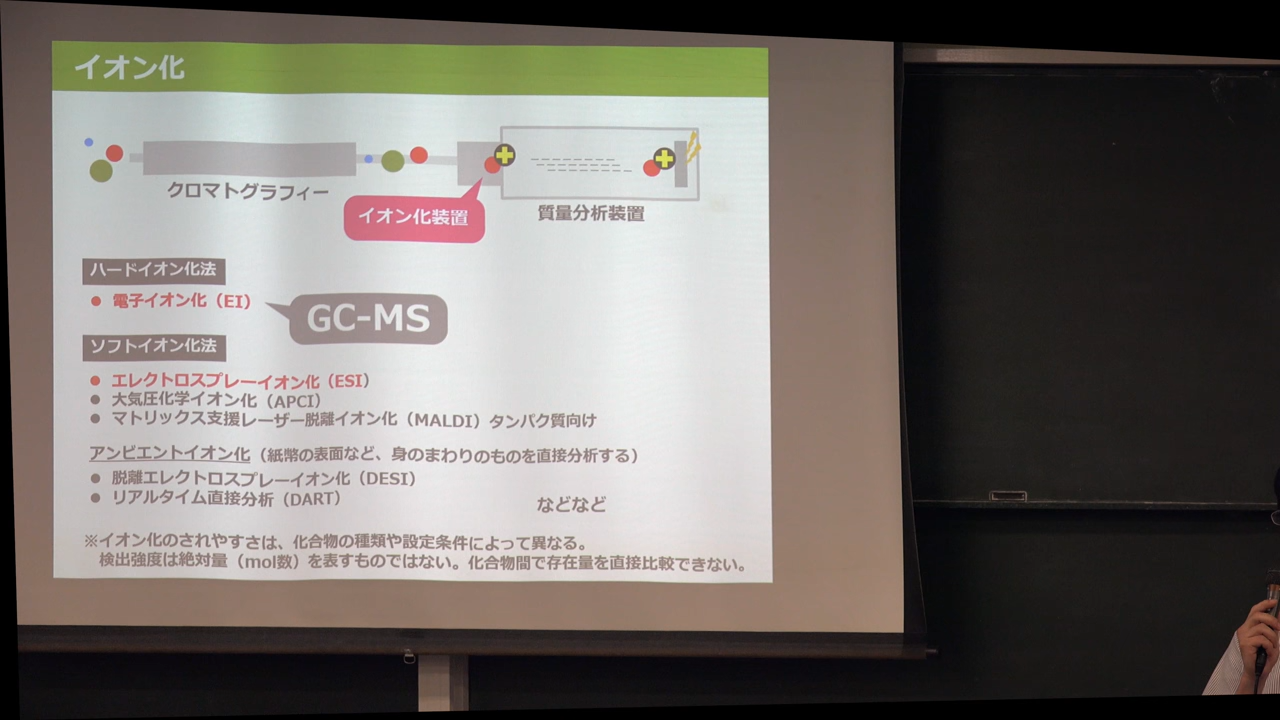 イオン化
クロマトグラフィー
イオン化装置
質量分析装置
ハードイオン化法
● 電子イオン化（EI）
GC-MS
ソフトイオン化法
● エレクトロスプレーイオン化（ESI）
● 大気圧化学イオン化（APCI）
● マトリックス支援レーザー脱離イオン化（MALDI）タンパク質向け
アンビエントイオン化（紙幣の表面など、身のまわりのものを直接分析する）
● 脱離エレクトロスプレーイオン化（DESI）
● リアルタイム直接分析（DART）
などなど
※イオン化のされやすさは、化合物の種類や設定条件によって異なる。
検出強度は絶対量（mol数）を表すものではない。化合物間で存在量を直接比較できない。